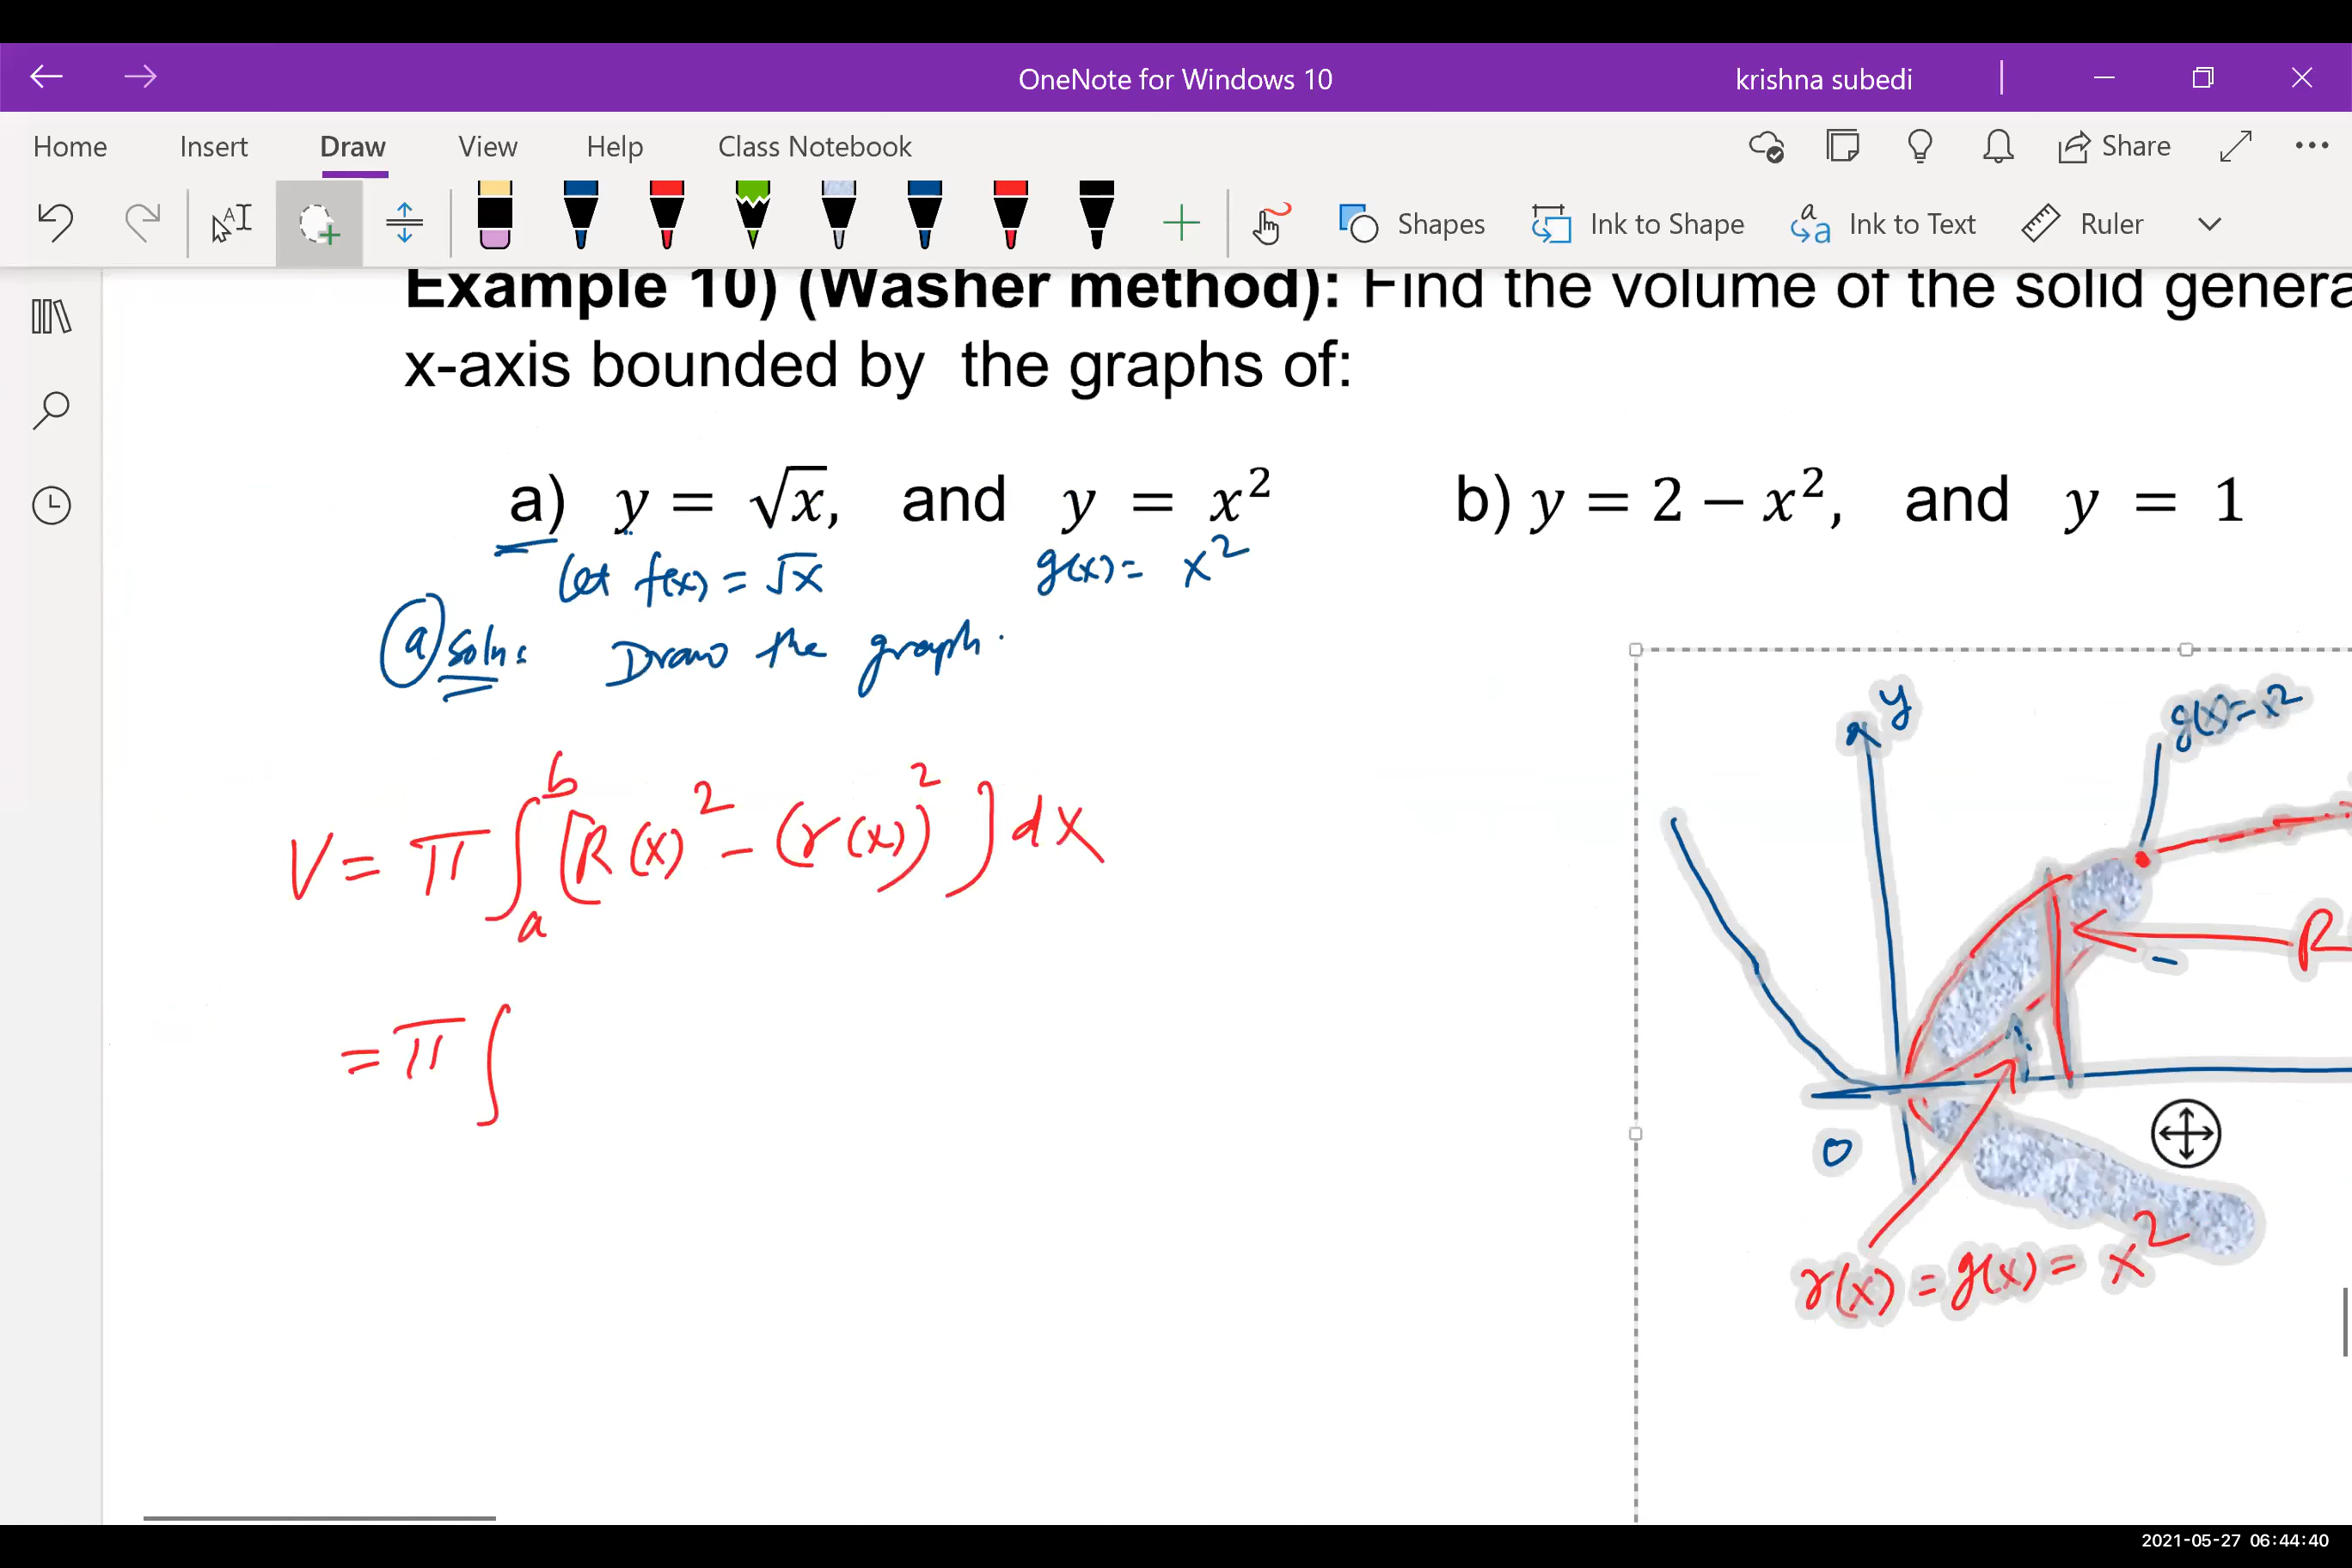 OneNote for Windows 10
krishna subedi
Home Insert Draw View Help Class Notebook Share
Shapes Ink to Shape Ink to Text Ruler
Example 10) (Washer method): Find the volume of the solid genera
x-axis bounded by the graphs of:
a) y = √x, and y = x² b) y = 2 − x², and y = 1
let f(x) = √x g(x) = x²
(a) Soln: Draw the graph.
y
g(x)=x²
V = π ∫_a^b [R(x)² − (r(x))²] dx
R
= π ∫
0
r(x) = g(x) = x²
2021-05-27 06:44:40